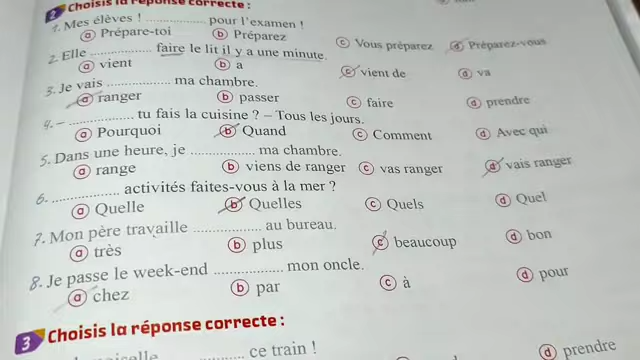 2 Choisis la réponse correcte :
1. Mes élèves ! .................. pour l'examen !
a Prépare-toi b Préparez c Vous préparez d Préparez-vous
2. Elle .................. faire le lit il y a une minute.
a vient b a c vient de d va
3. Je vais .................. ma chambre.
a ranger b passer c faire d prendre
4. – .................. tu fais la cuisine ? – Tous les jours.
a Pourquoi b Quand c Comment d Avec qui
5. Dans une heure, je .................. ma chambre.
a range b viens de ranger c vas ranger d vais ranger
6. .................. activités faites-vous à la mer ?
a Quelle b Quelles c Quels d Quel
7. Mon père travaille .................. au bureau.
a très b plus c beaucoup d bon
8. Je passe le week-end .................. mon oncle.
a chez b par c à d pour
3 Choisis la réponse correcte :
.................. ce train !
d prendre